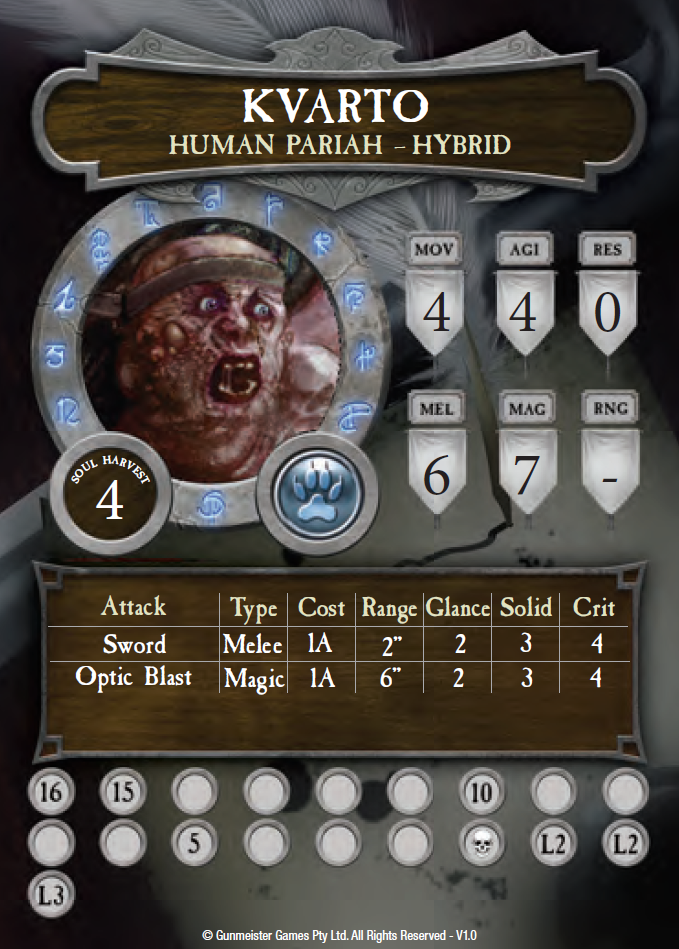 KVARTO
HUMAN PARIAH – HYBRID
MOV AGI RES
4 4 0
MEL MAG RNG
6 7 -
SOUL HARVEST
4
Attack Type Cost Range Glance Solid Crit
Sword Melee 1A 2” 2 3 4
Optic Blast Magic 1A 6” 2 3 4
16 15 10
5 L2 L2
L3
© Gunmeister Games Pty Ltd. All Rights Reserved - V1.0